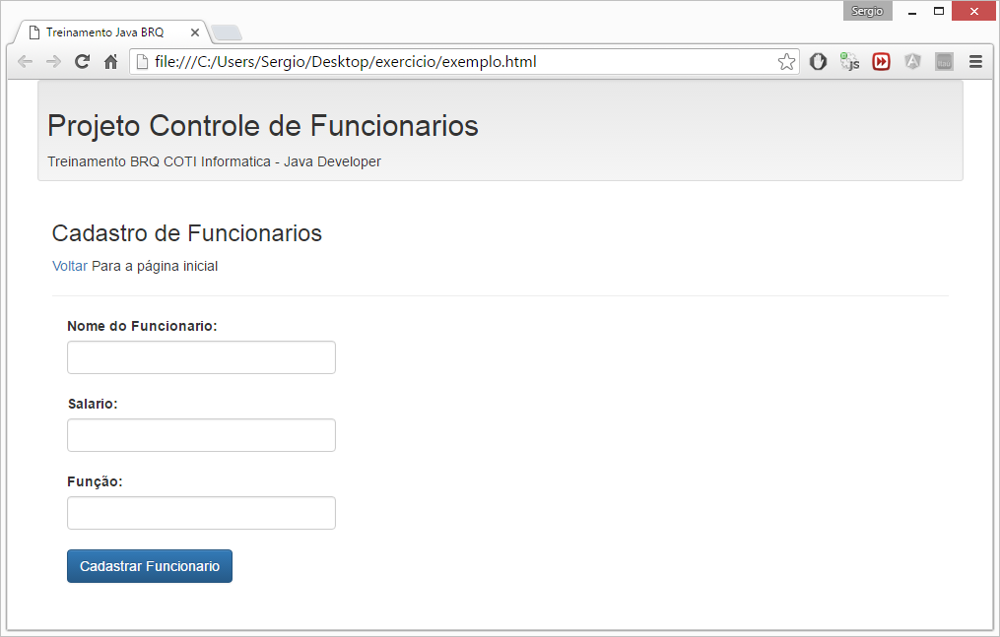 Sergio
Treinamento Java BRQ
file:///C:/Users/Sergio/Desktop/exercicio/exemplo.html
js
Projeto Controle de Funcionarios
Treinamento BRQ COTI Informatica - Java Developer
Cadastro de Funcionarios
Voltar Para a página inicial
Nome do Funcionario:
Salario:
Função:
Cadastrar Funcionario